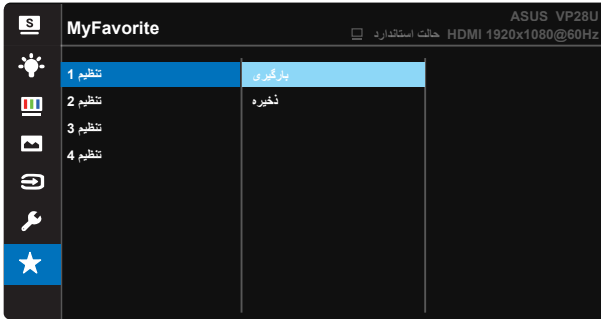 S
MyFavorite
ASUS VP28U
حالت استاندارد HDMI 1920x1080@60Hz
تنظیم 1
بارگیری
تنظیم 2
ذخیره
تنظیم 3
تنظیم 4